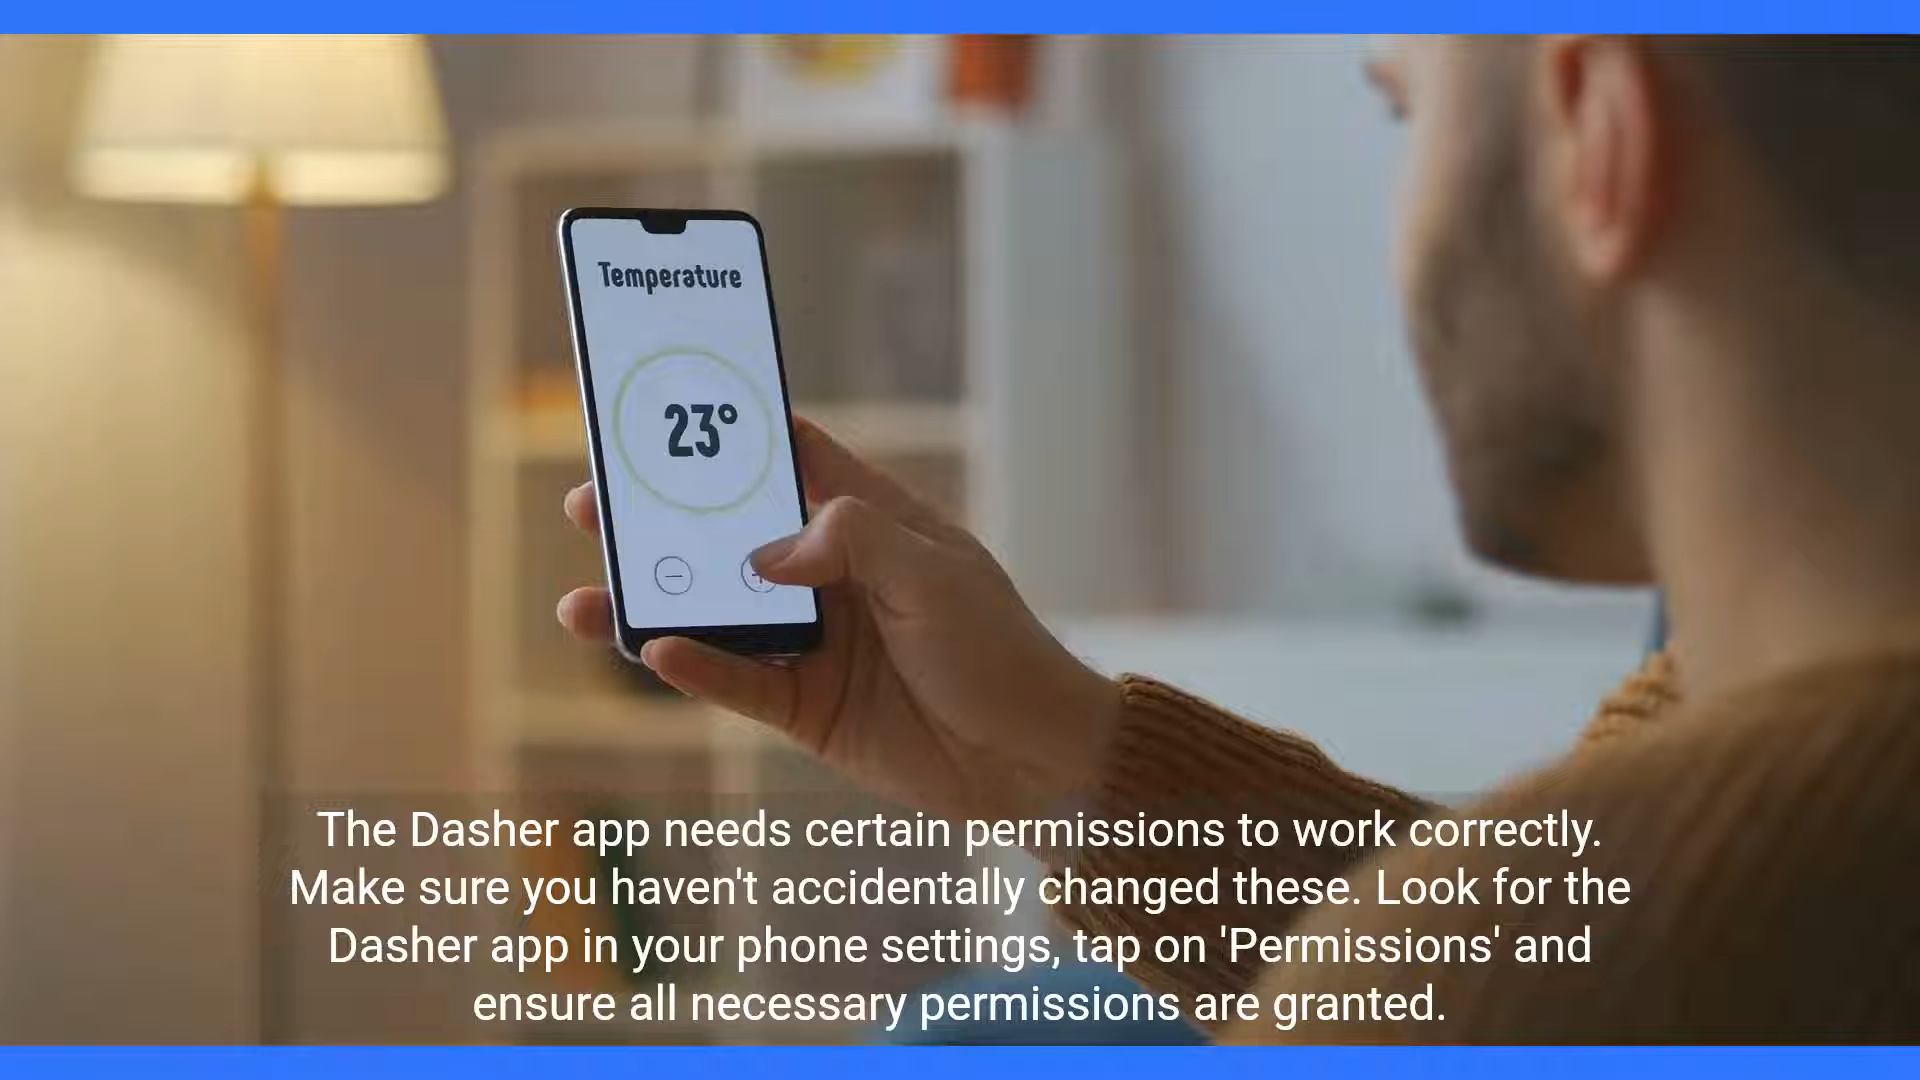 Temperature
23°
The Dasher app needs certain permissions to work correctly.
Make sure you haven't accidentally changed these. Look for the
Dasher app in your phone settings, tap on 'Permissions' and
ensure all necessary permissions are granted.